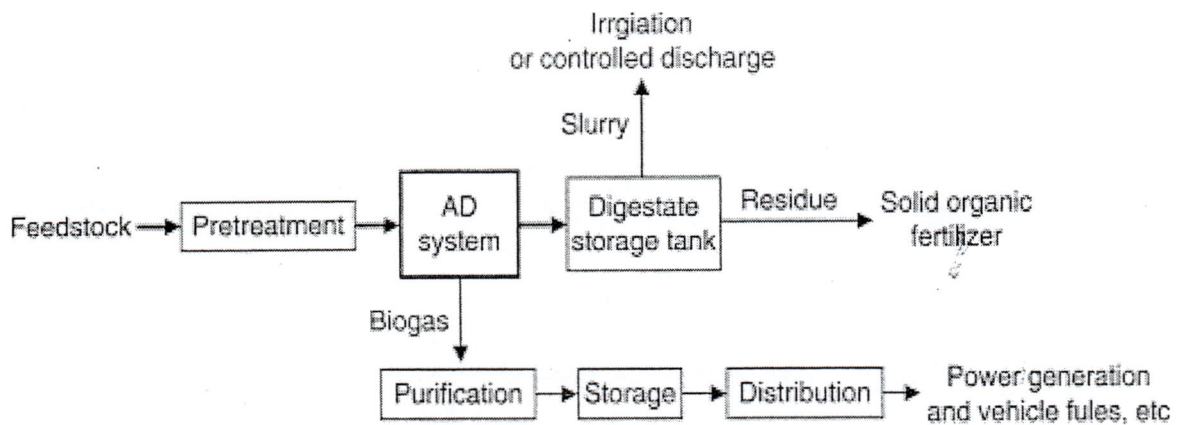 Irrgiation
or controlled discharge
Slurry
Feedstock
Pretreatment
AD
system
Digestate
storage tank
Residue
Solid organic
fertilizer
Biogas
Purification
Storage
Distribution
Power generation
and vehicle fules, etc